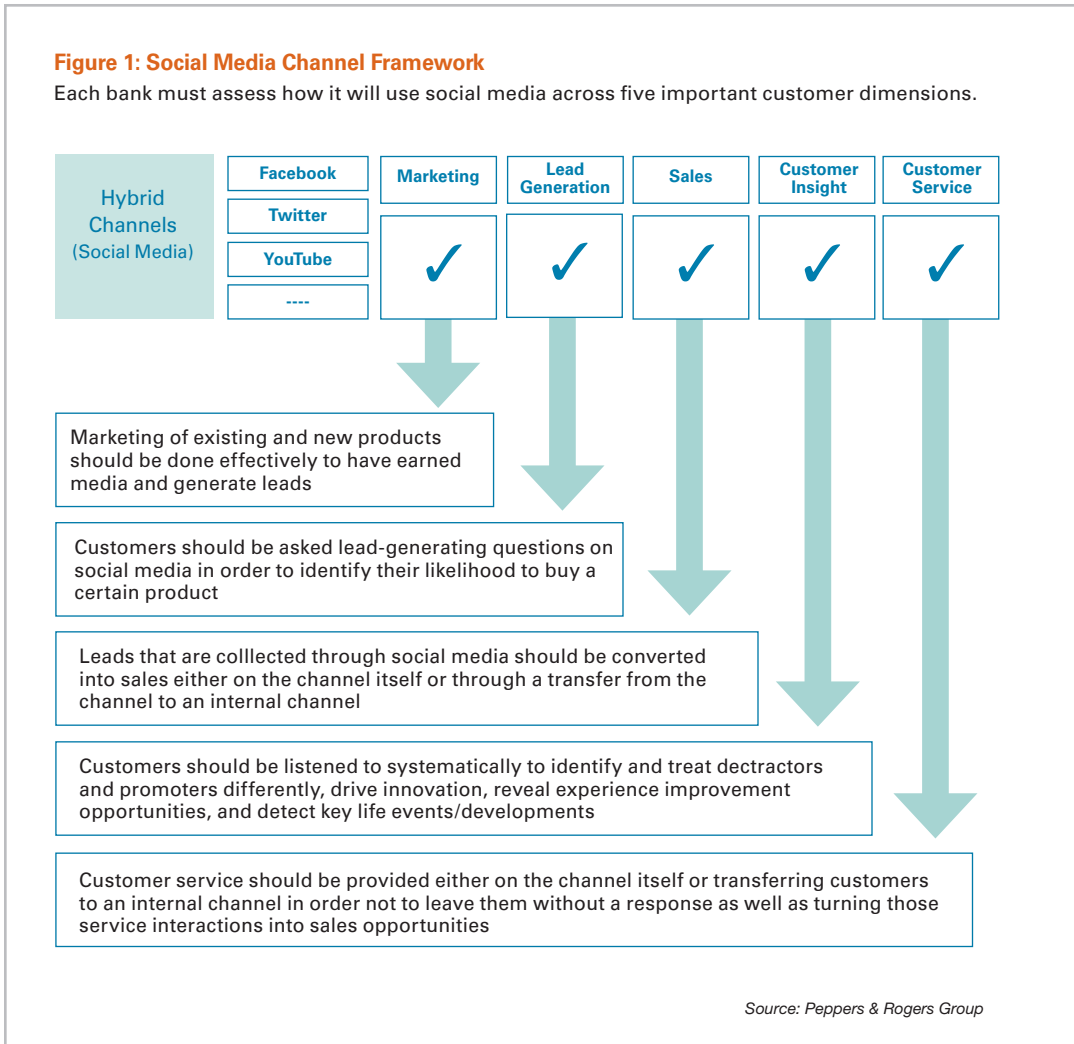 Figure 1: Social Media Channel Framework
Each bank must assess how it will use social media across five important customer dimensions.
Hybrid
Channels
(Social Media)
Facebook
Twitter
YouTube
----
Marketing
Lead
Generation
Sales
Customer
Insight
Customer
Service
Marketing of existing and new products
should be done effectively to have earned
media and generate leads
Customers should be asked lead-generating questions on
social media in order to identify their likelihood to buy a
certain product
Leads that are colllected through social media should be converted
into sales either on the channel itself or through a transfer from the
channel to an internal channel
Customers should be listened to systematically to identify and treat dectractors
and promoters differently, drive innovation, reveal experience improvement
opportunities, and detect key life events/developments
Customer service should be provided either on the channel itself or transferring customers
to an internal channel in order not to leave them without a response as well as turning those
service interactions into sales opportunities
Source: Peppers & Rogers Group